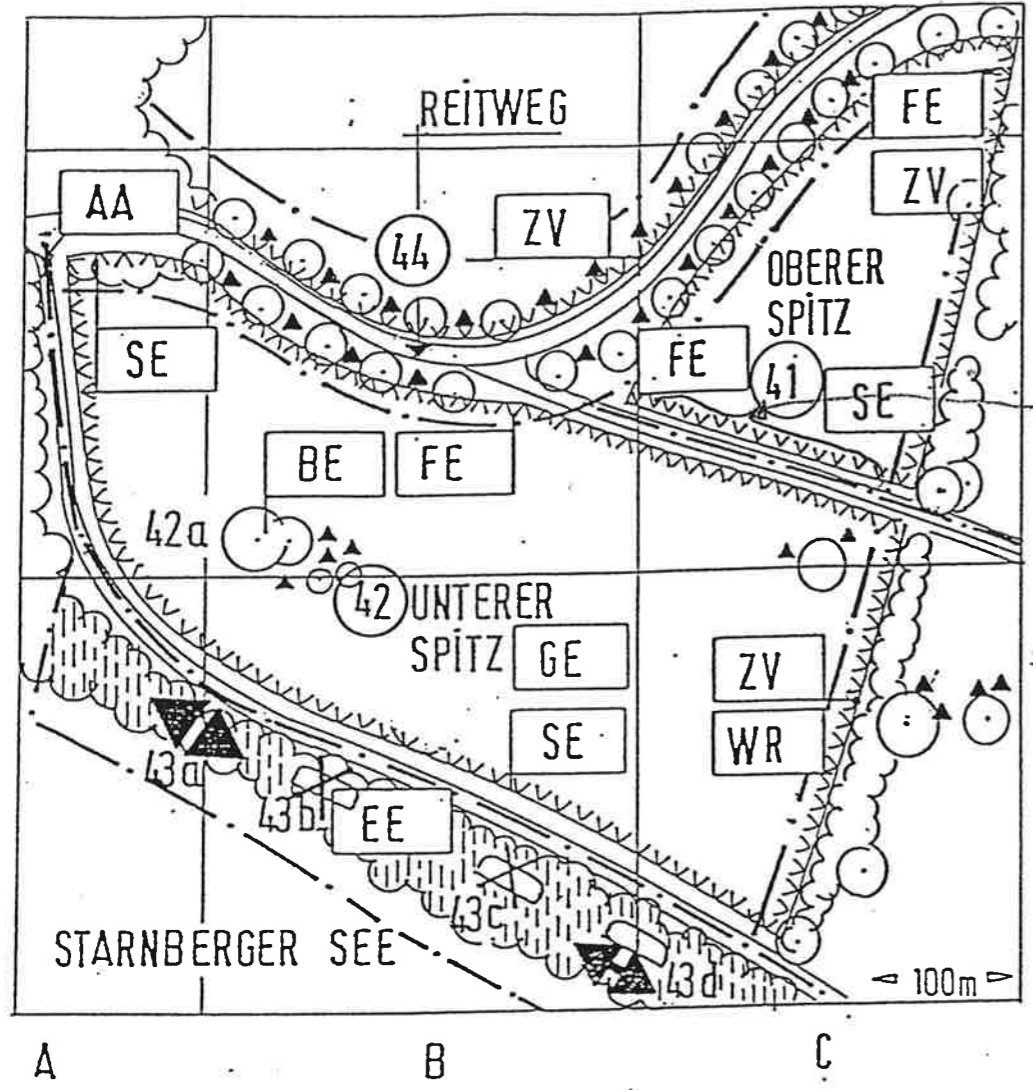 REITWEG
FE
ZV
AA
44
ZV
OBERER
SPITZ
SE
FE
41
SE
BE
FE
42a
42
UNTERER
SPITZ
GE
SE
ZV
WR
43a
43b
EE
43c
STARNBERGER SEE
43d
100m
A
B
C